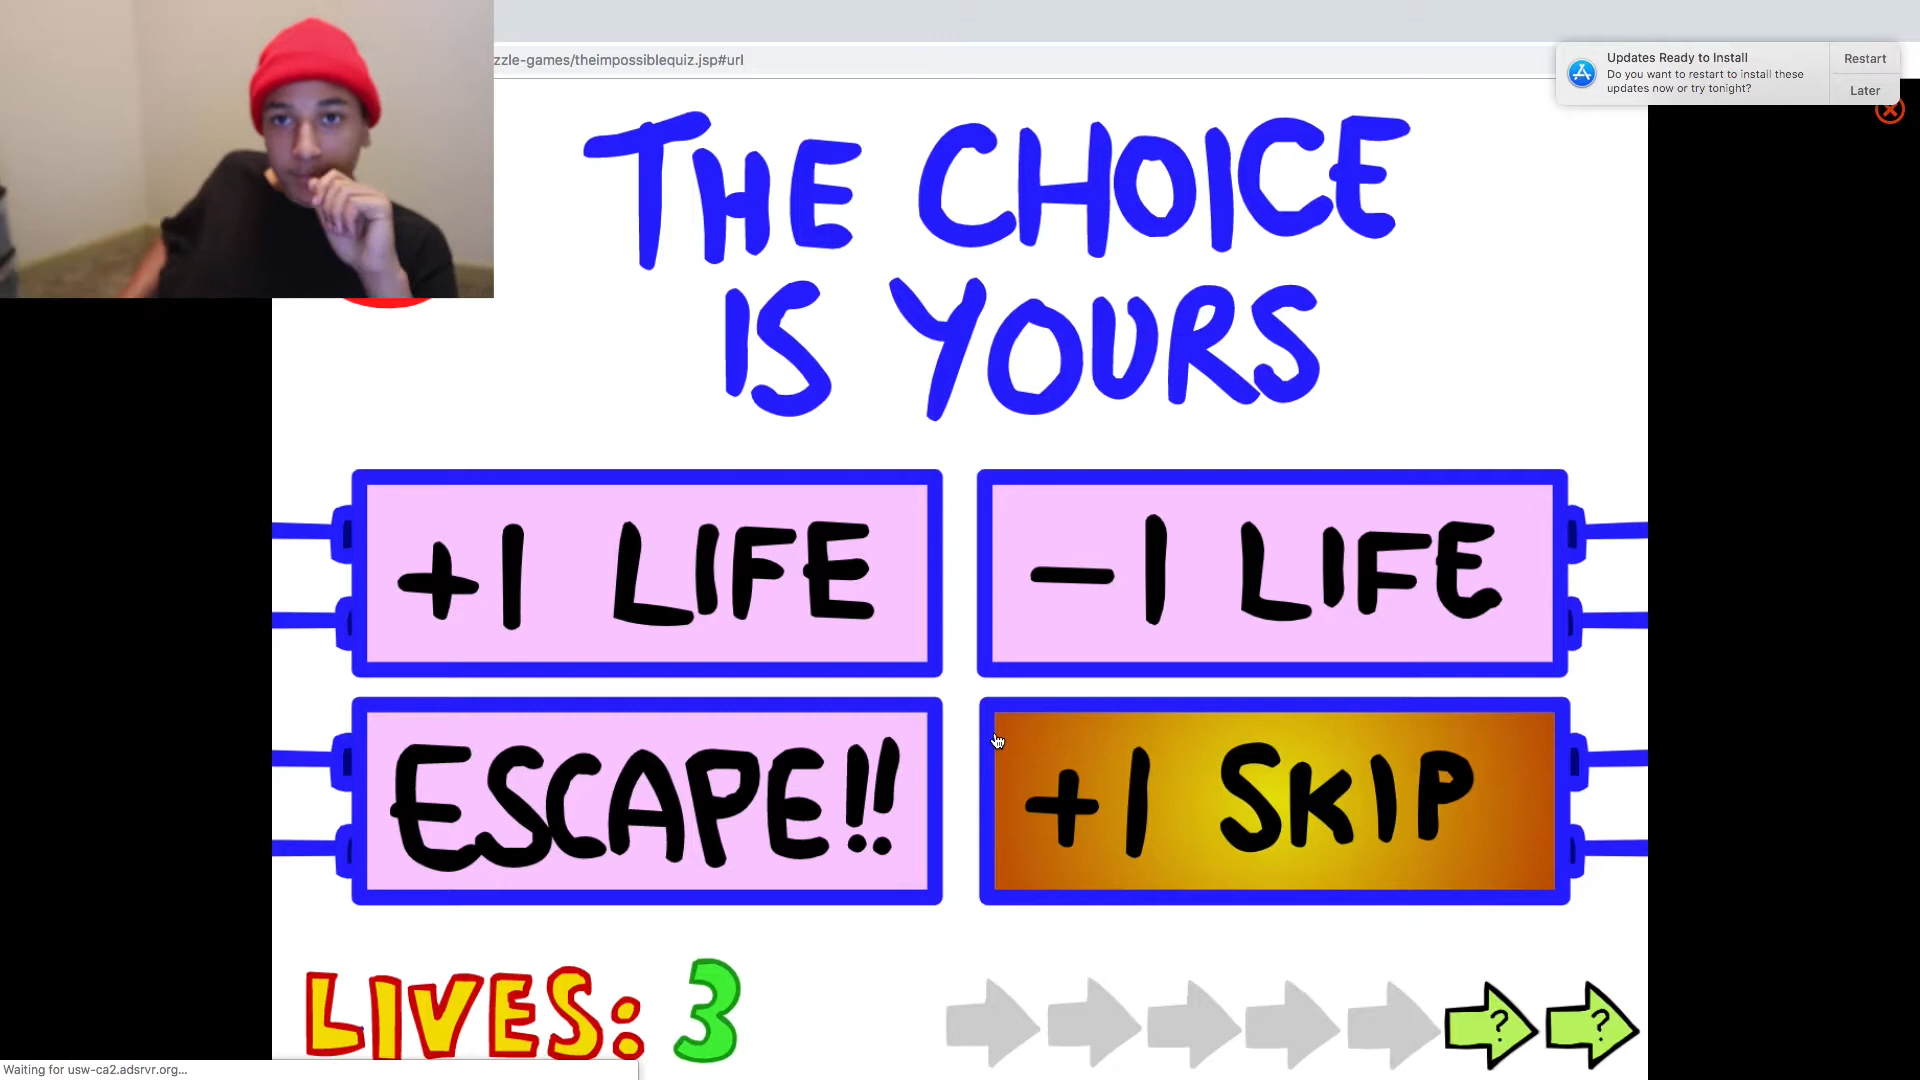 zzle-games/theimpossiblequiz.jsp#url
Updates Ready to Install
Do you want to restart to install these
updates now or try tonight?
Restart
Later
THE CHOICE
IS YOURS
+1 LIFE
-1 LIFE
ESCAPE!!
+1 SKIP
LIVES: 3
? ?
Waiting for usw-ca2.adsrvr.org...